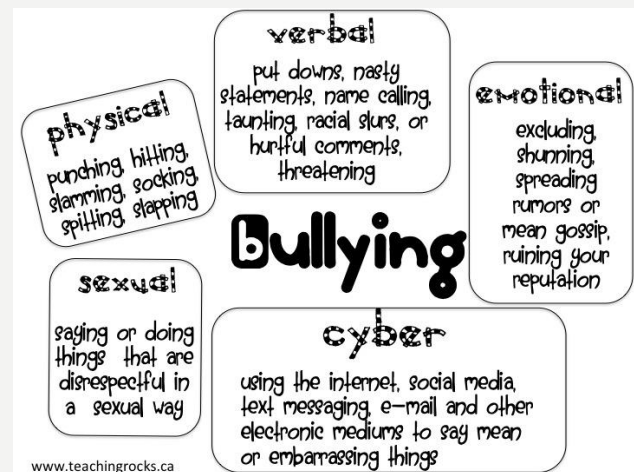 verbal
put downs, nasty
statements, name calling,
taunting, racial slurs, or
hurtful comments,
threatening
physical
punching, hitting,
slamming, socking,
spitting, slapping
emotional
excluding,
shunning,
spreading
rumors or
mean gossip,
ruining your
reputation
bullying
sexual
saying or doing
things that are
disrespectful in
a sexual way
cyber
using the internet, social media,
text messaging, e-mail and other
electronic mediums to say mean
or embarrassing things
www.teachingrocks.ca